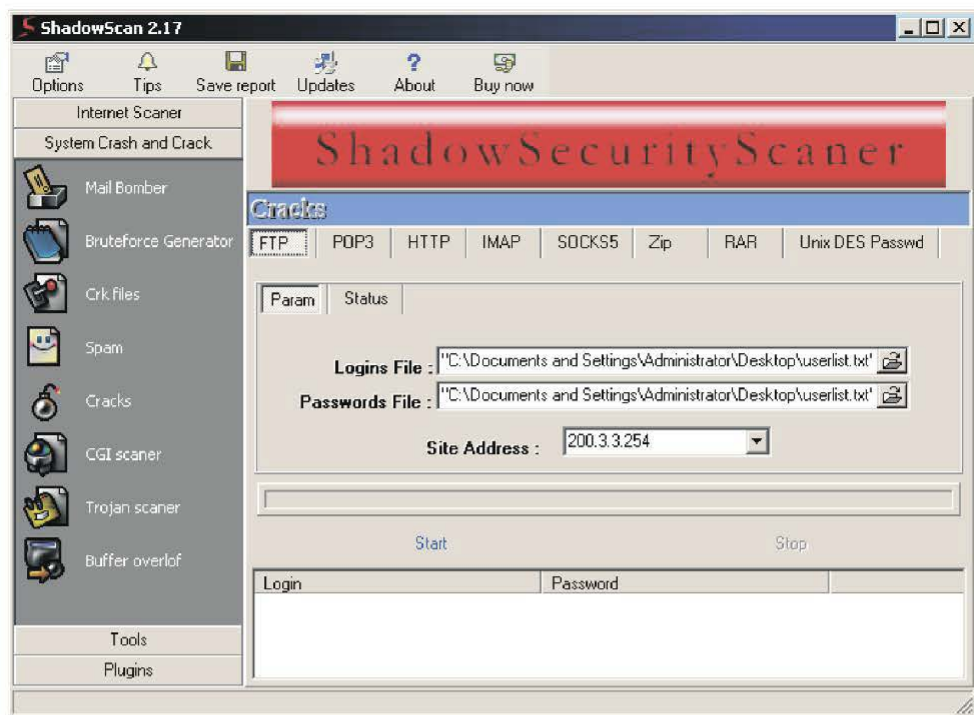 ShadowScan 2.17
Options Tips Save report Updates About Buy now
Internet Scaner
System Crash and Crack
Mail Bomber
Bruteforce Generator
Crk files
Spam
Cracks
CGI scaner
Trojan scaner
Buffer overlof
Tools
Plugins
ShadowSecurityScaner
Cracks
FTP POP3 HTTP IMAP SOCKS5 Zip RAR Unix DES Passwd
Param Status
Logins File : "C:\Documents and Settings\Administrator\Desktop\userlist.txt"
Passwords File : "C:\Documents and Settings\Administrator\Desktop\userlist.txt"
Site Address : 200.3.3.254
Start Stop
Login Password